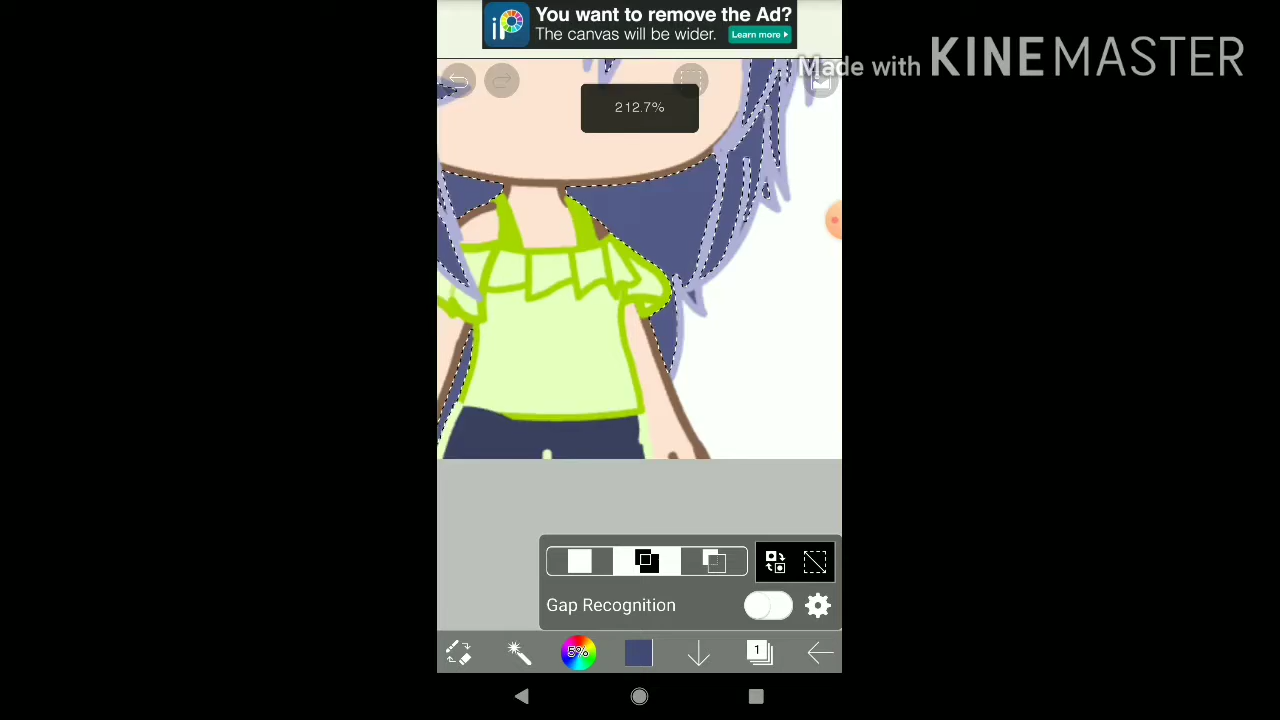 iP
You want to remove the Ad?
The canvas will be wider.
Learn more
Made with KINEMASTER
212.7%
Gap Recognition
5%
1